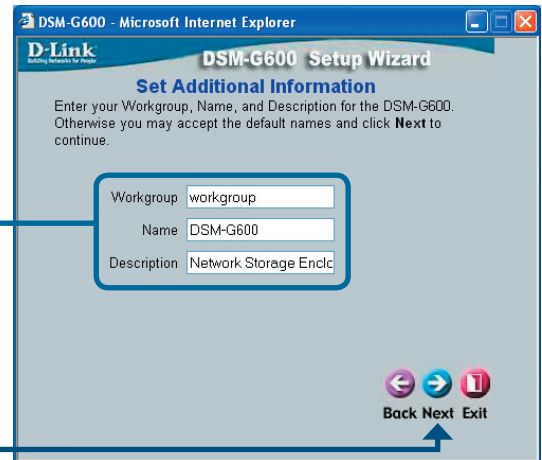 DSM-G600 - Microsoft Internet Explorer
D-Link
Building Networks for People
DSM-G600 Setup Wizard
Set Additional Information
Enter your Workgroup, Name, and Description for the DSM-G600.
Otherwise you may accept the default names and click Next to
continue.
Workgroup workgroup
Name DSM-G600
Description Network Storage Enclc
Back Next Exit